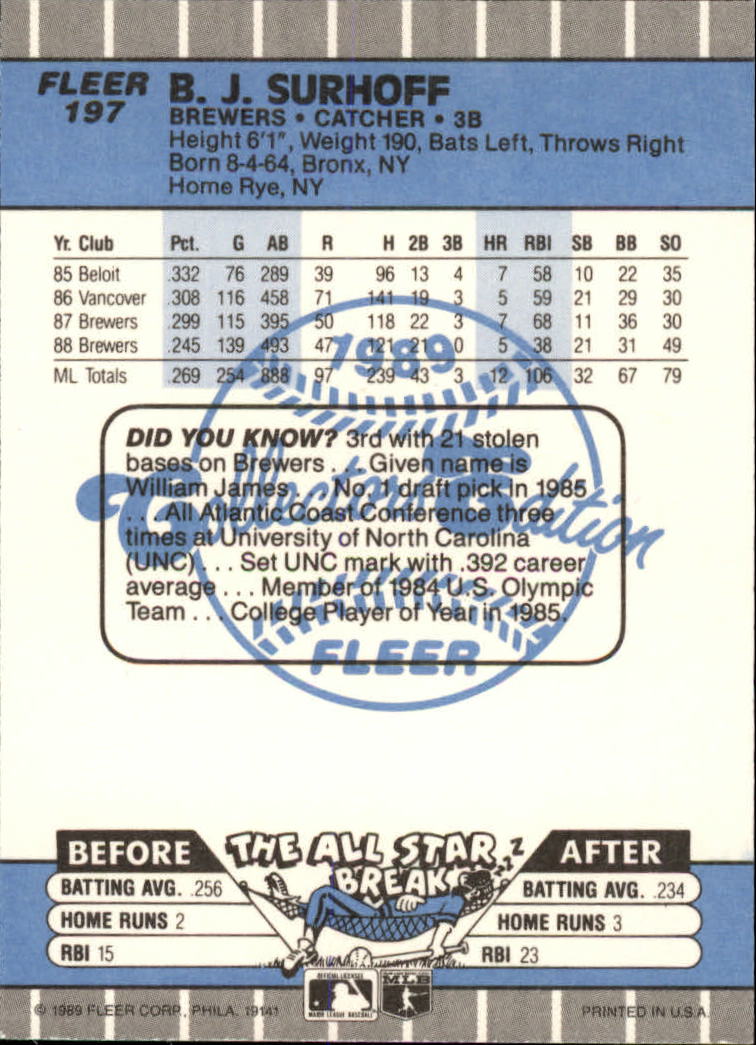 FLEER
197
B. J. SURHOFF
BREWERS • CATCHER • 3B
Height 6'1", Weight 190, Bats Left, Throws Right
Born 8-4-64, Bronx, NY
Home Rye, NY
Yr. Club Pct. G AB R H 2B 3B HR RBI SB BB SO
85 Beloit .332 76 289 39 96 13 4 7 58 10 22 35
86 Vancover .308 116 458 71 141 19 3 5 59 21 29 30
87 Brewers .299 115 395 50 118 22 3 7 68 11 36 30
88 Brewers .245 139 493 47 121 21 0 5 38 21 31 49
ML Totals .269 254 888 97 239 43 3 12 106 32 67 79
1989
Collectors' Edition
DID YOU KNOW? 3rd with 21 stolen
bases on Brewers . . . Given name is
William James . . . No. 1 draft pick in 1985
. . . All Atlantic Coast Conference three
times at University of North Carolina
(UNC) . . . Set UNC mark with .392 career
average . . . Member of 1984 U.S. Olympic
Team . . . College Player of Year in 1985.
FLEER
THE ALL STAR
BREAK
ZZZ
BEFORE
BATTING AVG. .256
HOME RUNS 2
RBI 15
AFTER
BATTING AVG. .234
HOME RUNS 3
RBI 23
OFFICIAL LICENSEE
MAJOR LEAGUE BASEBALL
MLB
© 1989 FLEER CORP., PHILA. 19141
PRINTED IN U.S.A.